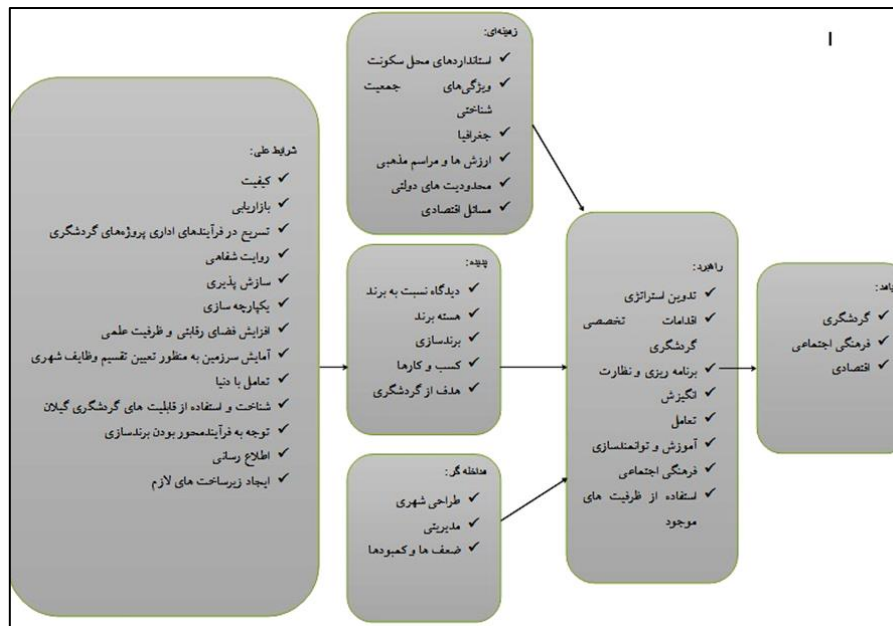 زمینه‌ای:
استانداردهای محل سکونت
ویژگی‌های جمعیت
شناختی
جغرافیا
ارزش ها و مراسم مذهبی
محدودیت های دولتی
مسائل اقتصادی
شرایط علی:
کیفیت
بازاریابی
تسریع در فرآیندهای اداری پروژه‌های گردشگری
روایت شفاهی
سازش پذیری
یکپارچه سازی
افزایش فضای رقابتی و ظرفیت علمی
آمایش سرزمین به منظور تعیین تقسیم وظایف شهری
تعامل با دنیا
شناخت و استفاده از قابلیت های گردشگری گیلان
توجه به فرآیندمحور بودن برندسازی
اطلاع رسانی
ایجاد زیرساخت های لازم
پدیده:
دیدگاه نسبت به برند
هسته برند
برندسازی
کسب و کارها
هدف از گردشگری
مداخله گر:
طراحی شهری
مدیریتی
ضعف ها و کمبودها
راهبرد:
تدوین استراتژی
اقدامات تخصصی
گردشگری
برنامه ریزی و نظارت
انگیزش
تعامل
آموزش و توانمندسازی
فرهنگی اجتماعی
استفاده از ظرفیت های
موجود
گردشگری
فرهنگی اجتماعی
اقتصادی